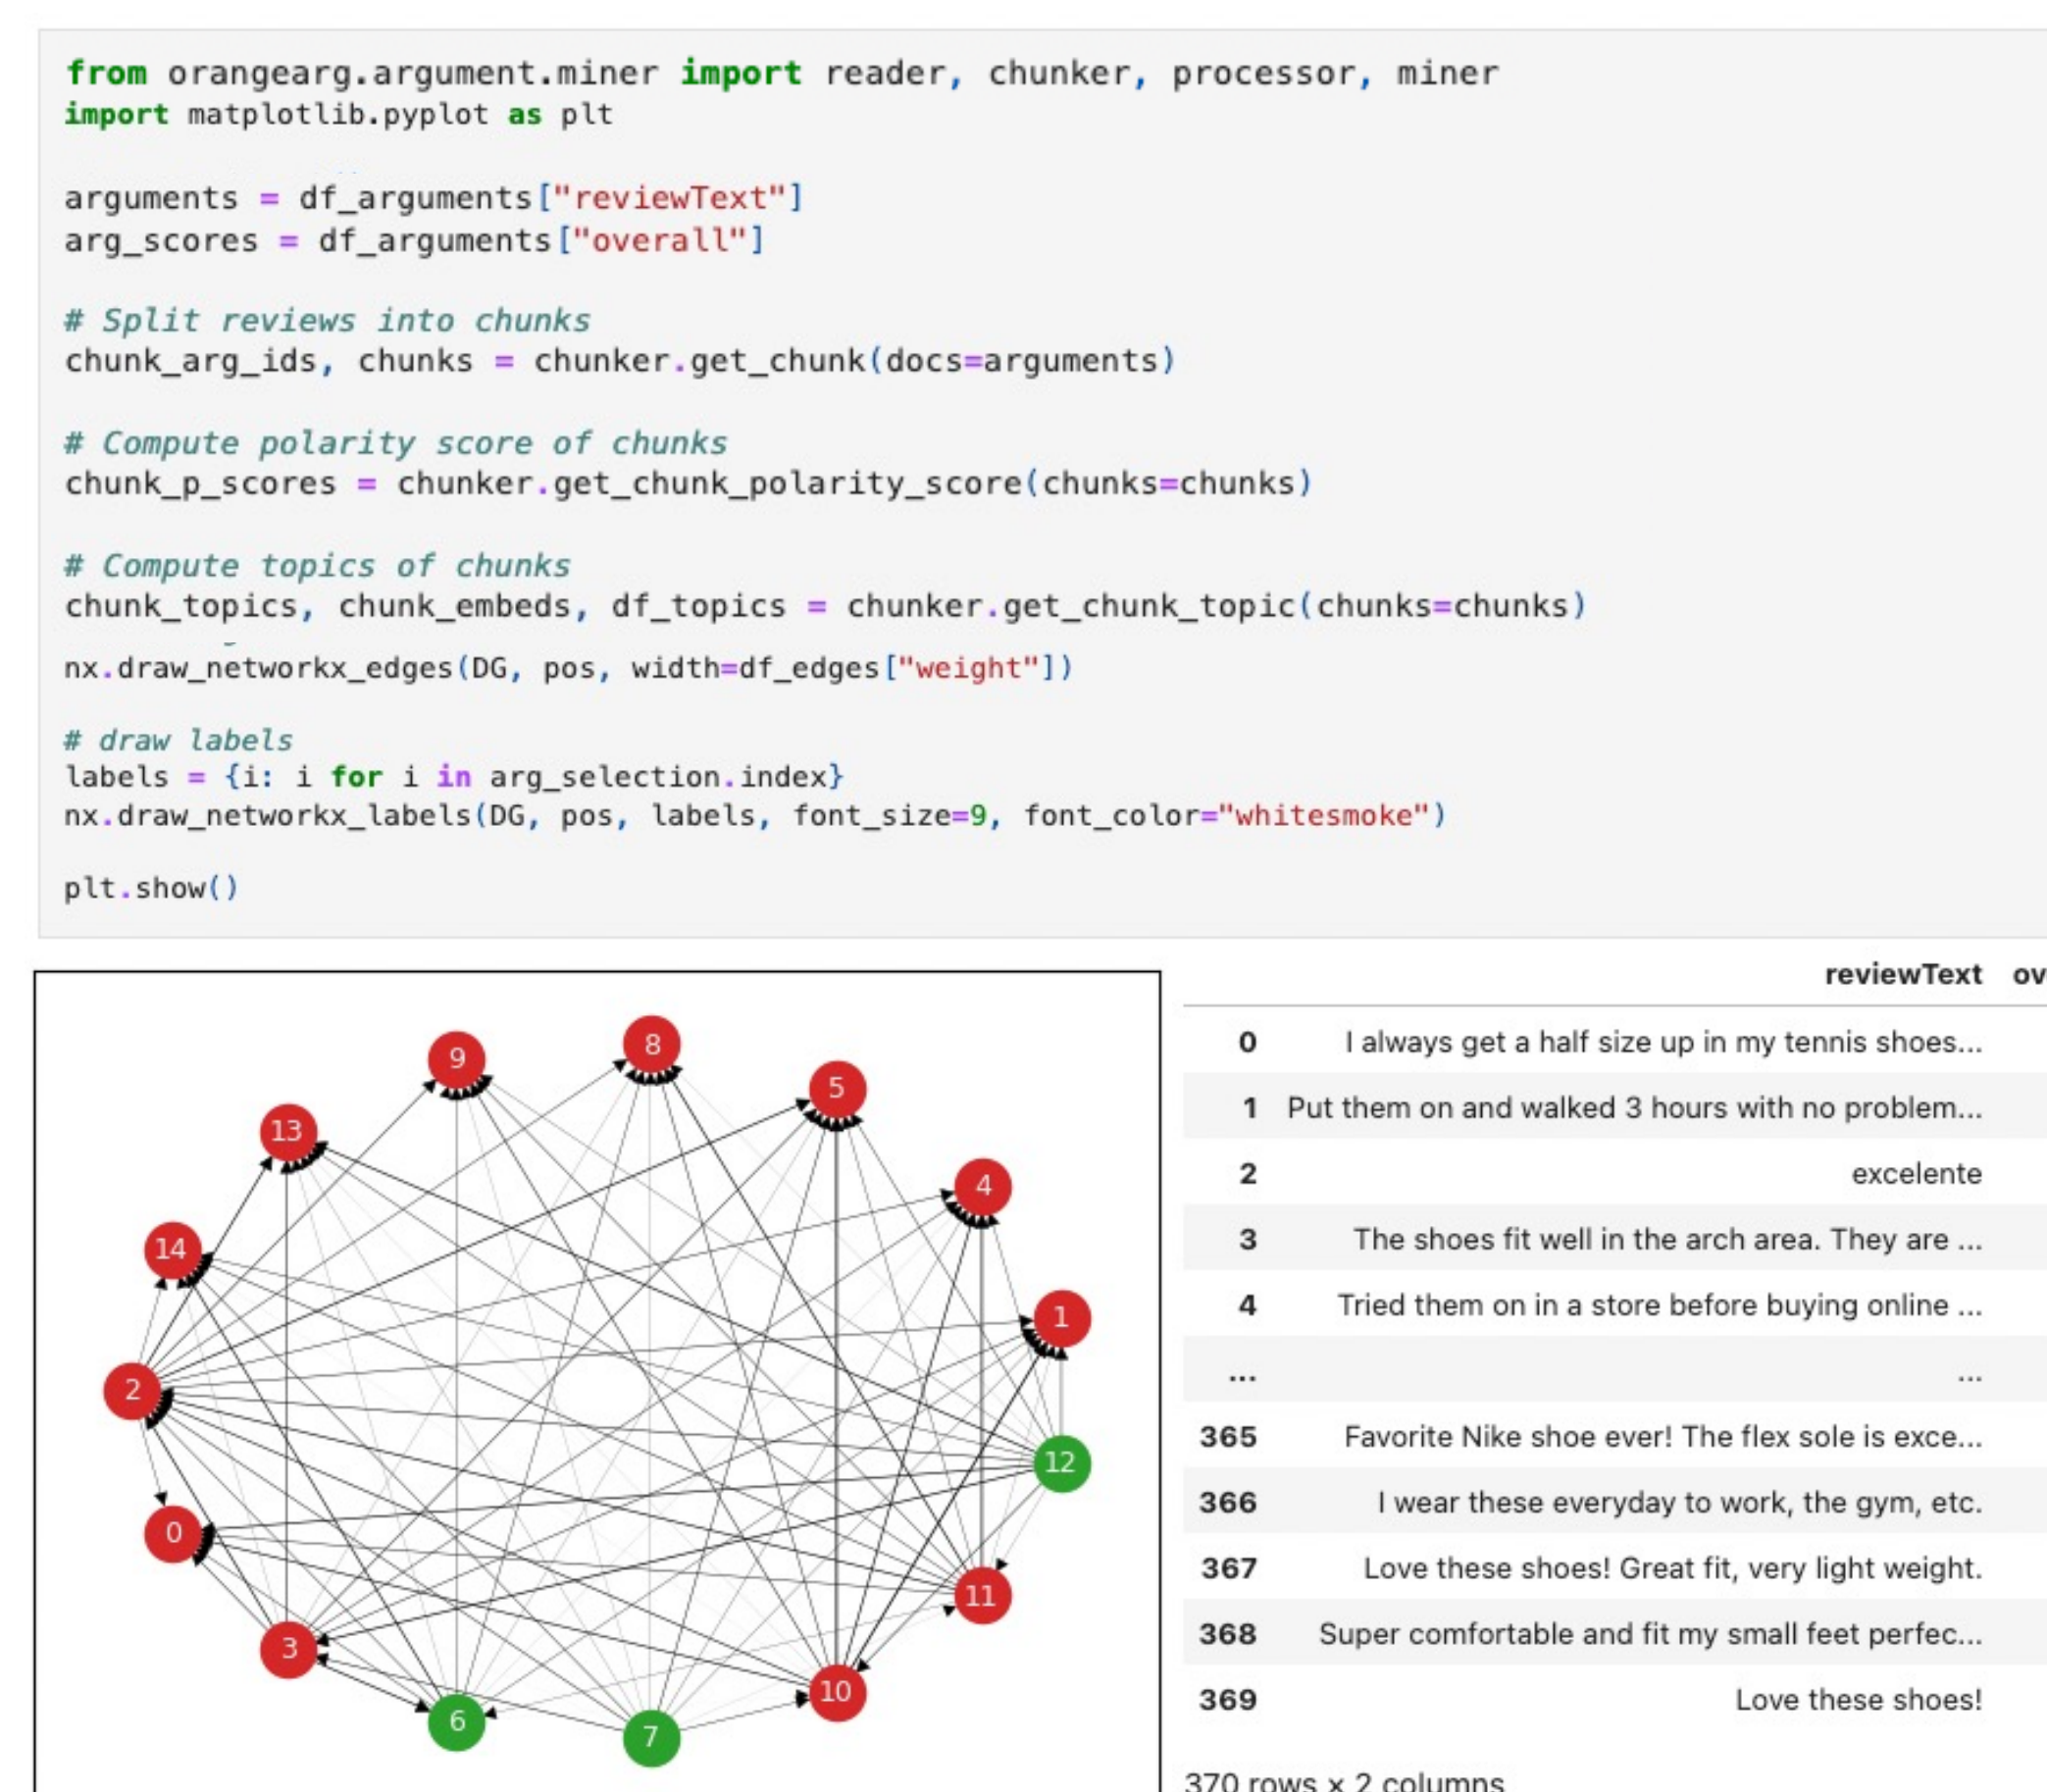 from orangearg.argument.miner import reader, chunker, processor, miner
import matplotlib.pyplot as plt
arguments = df_arguments["reviewText"]
arg_scores = df_arguments["overall"]
# Split reviews into chunks
chunk_arg_ids, chunks = chunker.get_chunk(docs=arguments)
# Compute polarity score of chunks
chunk_p_scores = chunker.get_chunk_polarity_score(chunks=chunks)
# Compute topics of chunks
chunk_topics, chunk_embeds, df_topics = chunker.get_chunk_topic(chunks=chunks)
nx.draw_networkx_edges(DG, pos, width=df_edges["weight"])
# draw labels
labels = {i: i for i in arg_selection.index}
nx.draw_networkx_labels(DG, pos, labels, font_size=9, font_color="whitesmoke")
plt.show()
9
8
5
13
4
14
1
2
12
0
11
3
10
6
7
reviewText ov
0 I always get a half size up in my tennis shoes...
1 Put them on and walked 3 hours with no problem...
2 excelente
3 The shoes fit well in the arch area. They are ...
4 Tried them on in a store before buying online ...
... ...
365 Favorite Nike shoe ever! The flex sole is exce...
366 I wear these everyday to work, the gym, etc.
367 Love these shoes! Great fit, very light weight.
368 Super comfortable and fit my small feet perfec...
369 Love these shoes!
370 rows × 2 columns